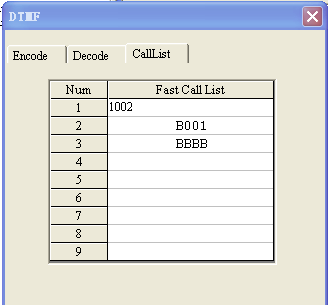 DTMF
Encode Decode CallList
Num Fast Call List
1 1002
2 B001
3 BBBB
4
5
6
7
8
9